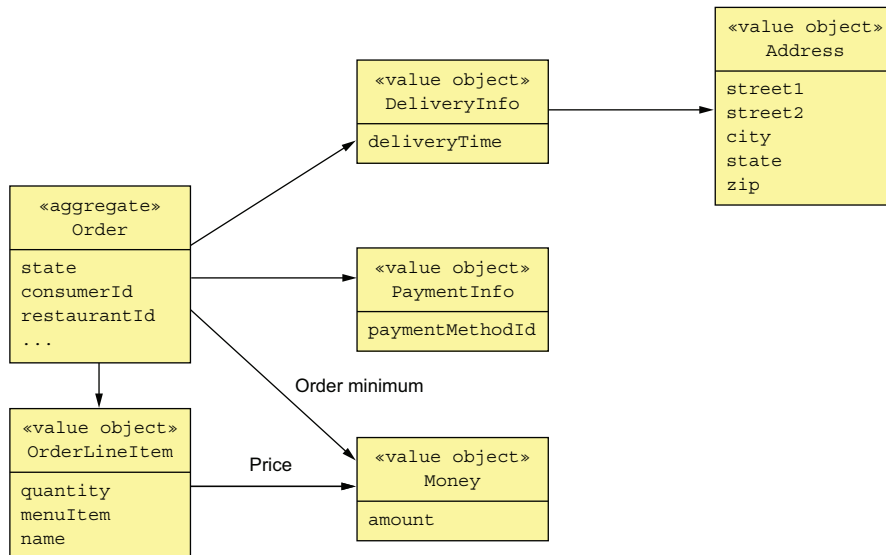 «value object»
Address
street1
street2
city
state
zip
«value object»
DeliveryInfo
deliveryTime
«aggregate»
Order
state
consumerId
restaurantId
...
«value object»
PaymentInfo
paymentMethodId
Order minimum
«value object»
OrderLineItem
quantity
menuItem
name
Price
«value object»
Money
amount